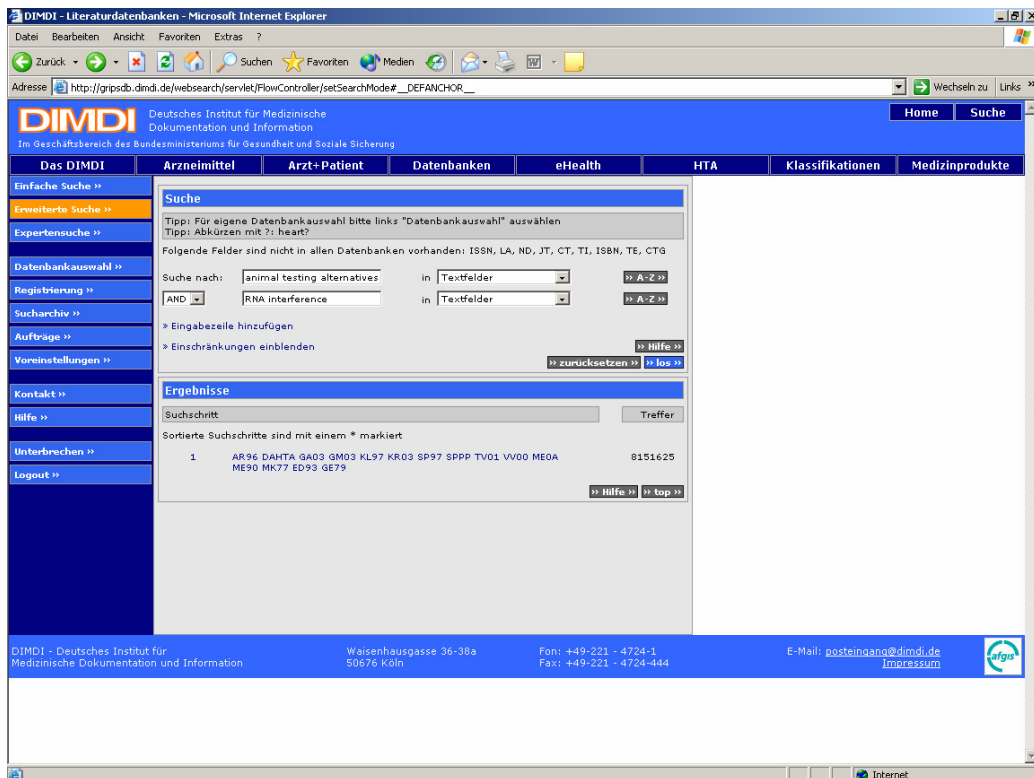 DIMDI - Literaturdatenbanken - Microsoft Internet Explorer
Datei Bearbeiten Ansicht Favoriten Extras ?
Zurück Suchen Favoriten Medien
Adresse http://gripsdb.dimdi.de/websearch/servlet/FlowController/setSearchMode#__DEFANCHOR__ Wechseln zu Links »
DIMDI Deutsches Institut für Medizinische
Dokumentation und Information
Im Geschäftsbereich des Bundesministeriums für Gesundheit und Soziale Sicherung
Home Suche
Das DIMDI Arzneimittel Arzt+Patient Datenbanken eHealth HTA Klassifikationen Medizinprodukte
Einfache Suche »
Erweiterte Suche »
Expertensuche »
Datenbankauswahl »
Registrierung »
Sucharchiv »
Aufträge »
Voreinstellungen »
Kontakt »
Hilfe »
Unterbrechen »
Logout »
Suche
Tipp: Für eigene Datenbankauswahl bitte links "Datenbankauswahl" auswählen
Tipp: Abkürzen mit ?: heart?
Folgende Felder sind nicht in allen Datenbanken vorhanden: ISSN, LA, ND, JT, CT, TI, ISBN, TE, CTG
Suche nach: animal testing alternatives in Textfelder » A-Z »
AND RNA interference in Textfelder » A-Z »
» Eingabezeile hinzufügen
» Einschränkungen einblenden » Hilfe »
» zurücksetzen » » los »
Ergebnisse
Suchschritt Treffer
Sortierte Suchschritte sind mit einem * markiert
1 AR96 DAHTA GA03 GM03 KL97 KR03 SP97 SPPP TV01 VV00 ME0A 8151625
ME90 MK77 ED93 GE79
» Hilfe » » top »
DIMDI - Deutsches Institut für Waisenhausgasse 36-38a Fon: +49-221 - 4724-1 E-Mail: posteingang@dimdi.de
Medizinische Dokumentation und Information 50676 Köln Fax: +49-221 - 4724-444 Impressum
afgis
Internet